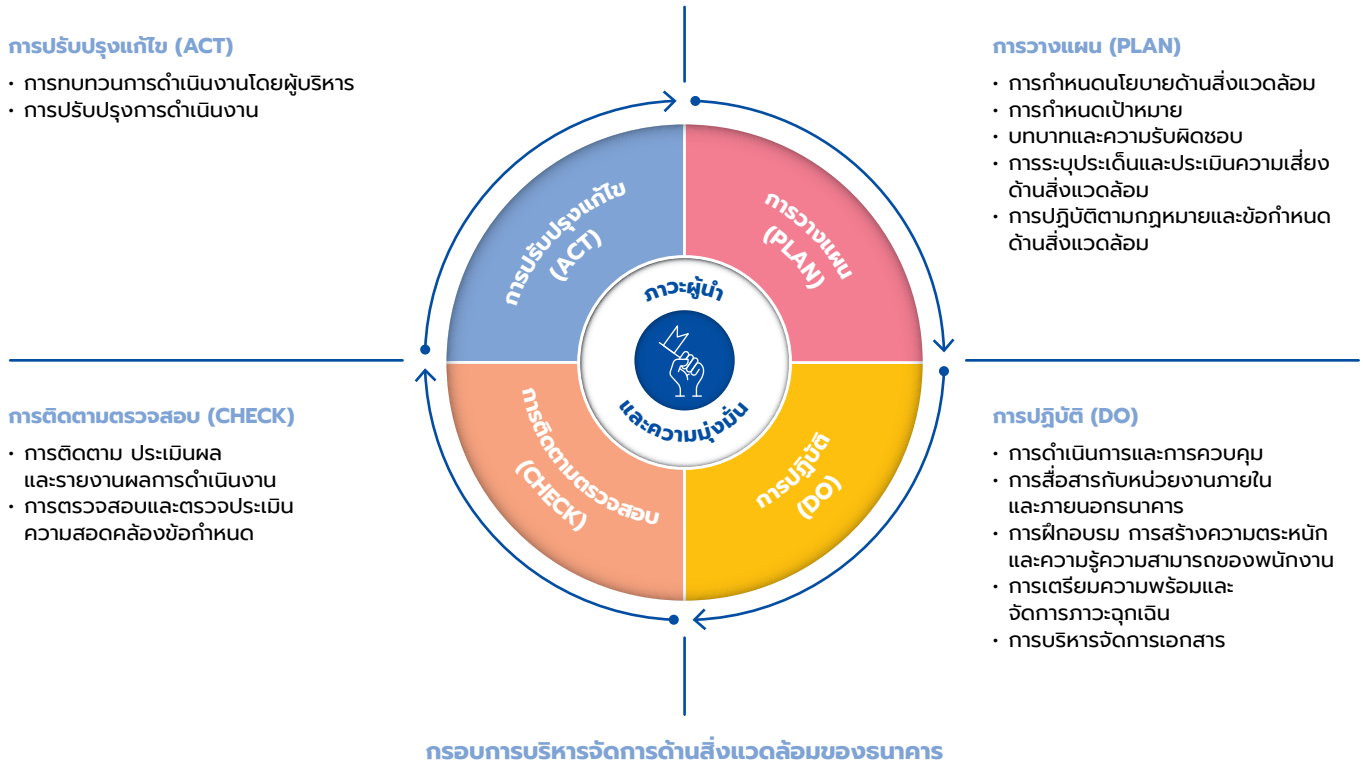 การปรับปรุงแก้ไข (ACT)
• การทบทวนการดำเนินงานโดยผู้บริหาร
• การปรับปรุงการดำเนินงาน
การวางแผน (PLAN)
• การกำหนดนโยบายด้านสิ่งแวดล้อม
• การกำหนดเป้าหมาย
• บทบาทและความรับผิดชอบ
• การระบุประเด็นและประเมินความเสี่ยง
ด้านสิ่งแวดล้อม
• การปฏิบัติตามกฎหมายและข้อกำหนด
ด้านสิ่งแวดล้อม
การปรับปรุงแก้ไข
(ACT)
การวางแผน
(PLAN)
ภาวะผู้นำ
และความมุ่งมั่น
การติดตามตรวจสอบ
(CHECK)
การปฏิบัติ
(DO)
การติดตามตรวจสอบ (CHECK)
• การติดตาม ประเมินผล
และรายงานผลการดำเนินงาน
• การตรวจสอบและตรวจประเมิน
ความสอดคล้องข้อกำหนด
การปฏิบัติ (DO)
• การดำเนินการและการควบคุม
• การสื่อสารกับหน่วยงานภายใน
และภายนอกธนาคาร
• การฝึกอบรม การสร้างความตระหนัก
และความรู้ความสามารถของพนักงาน
• การเตรียมความพร้อมและ
จัดการภาวะฉุกเฉิน
• การบริหารจัดการเอกสาร
กรอบการบริหารจัดการด้านสิ่งแวดล้อมของธนาคาร